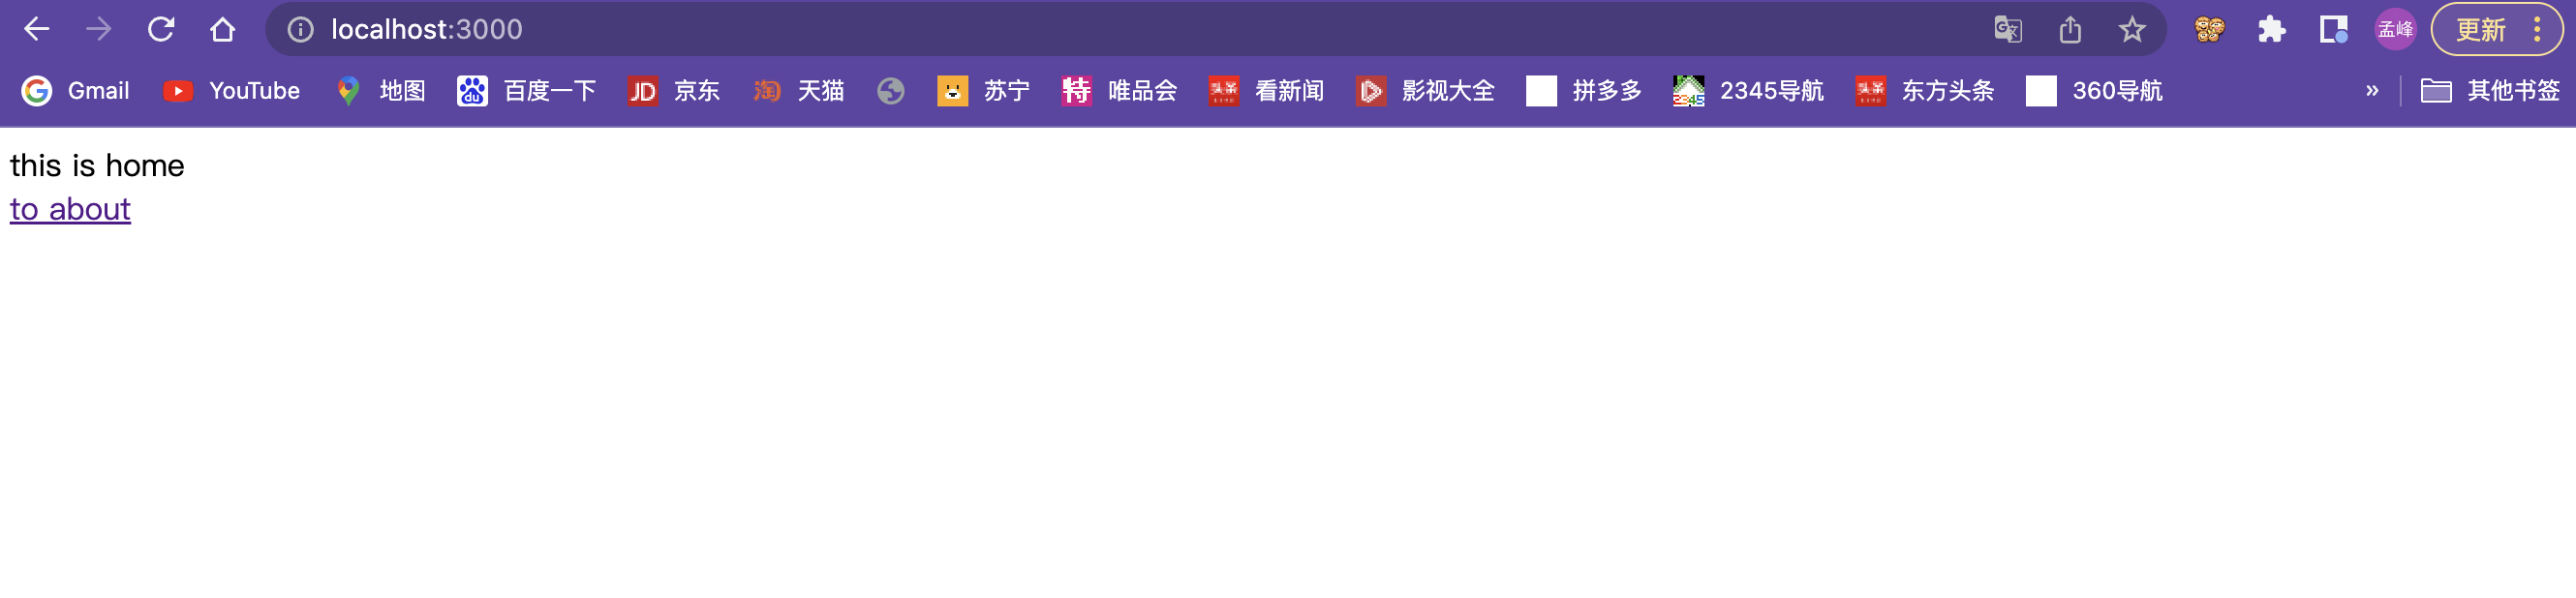 localhost:3000
孟峰
更新
Gmail YouTube 地图 百度一下 京东 天猫 苏宁 唯品会 看新闻 影视大全 拼多多 2345导航 东方头条 360导航 » 其他书签
this is home
to about